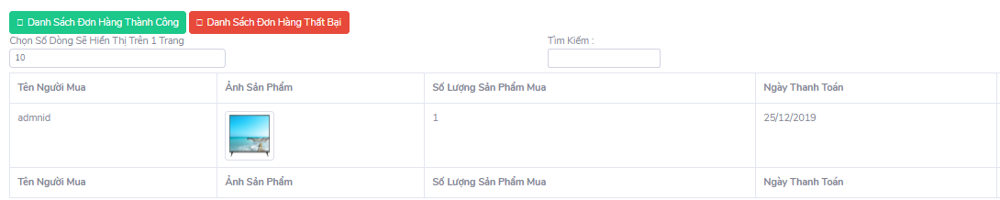 Danh Sách Đơn Hàng Thành Công Danh Sách Đơn Hàng Thất Bại
Chọn Số Dòng Sẽ Hiển Thị Trên 1 Trang Tìm Kiếm :
10
Tên Người Mua Ảnh Sản Phẩm Số Lượng Sản Phẩm Mua Ngày Thanh Toán
admnid 1 25/12/2019
Tên Người Mua Ảnh Sản Phẩm Số Lượng Sản Phẩm Mua Ngày Thanh Toán